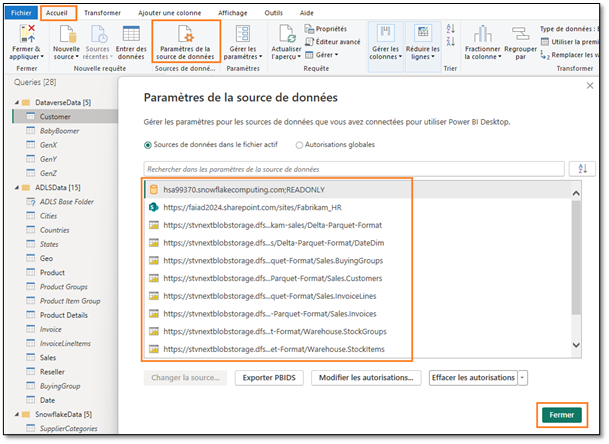 Fichier Accueil Transformer Ajouter une colonne Affichage Outils Aide
Fermer & appliquer
Nouvelle source
Sources récentes
Entrer des données
Paramètres de la source de données
Gérer les paramètres
Actualiser l'aperçu
Propriétés
Éditeur avancé
Gérer
Gérer les colonnes
Réduire les lignes
Fractionner la colonne
Regrouper par
Type de données :
Utiliser la premi
Remplacer les v
Fermer Nouvelle requête Sources de donné... Paramètres Requête Trier Transformer
Queries [28]
DataverseData [5]
Customer
BabyBoomer
GenX
GenY
GenZ
ADLSData [15]
ADLS Base Folder
Cities
Countries
States
Geo
Product
Product Groups
Product Item Group
Product Details
Invoice
InvoiceLineItems
Sales
Reseller
BuyingGroup
Date
SnowflakeData [5]
SupplierCategories
Paramètres de la source de données
Gérer les paramètres pour les sources de données que vous avez connectées pour utiliser Power BI Desktop.
Sources de données dans le fichier actif Autorisations globales
Rechercher dans les paramètres de la source de données
hsa99370.snowflakecomputing.com;READONLY
https://faiad2024.sharepoint.com/sites/Fabrikam_HR
https://stvnextblobstorage.dfs...kam-sales/Delta-Parquet-Format
https://stvnextblobstorage.dfs...s/Delta-Parquet-Format/DateDim
https://stvnextblobstorage.dfs...quet-Format/Sales.BuyingGroups
https://stvnextblobstorage.dfs...Parquet-Format/Sales.Customers
https://stvnextblobstorage.dfs...quet-Format/Sales.InvoiceLines
https://stvnextblobstorage.dfs...-Parquet-Format/Sales.Invoices
https://stvnextblobstorage.dfs...t-Format/Warehouse.StockGroups
https://stvnextblobstorage.dfs...et-Format/Warehouse.StockItems
Changer la source... Exporter PBIDS Modifier les autorisations... Effacer les autorisations
Fermer